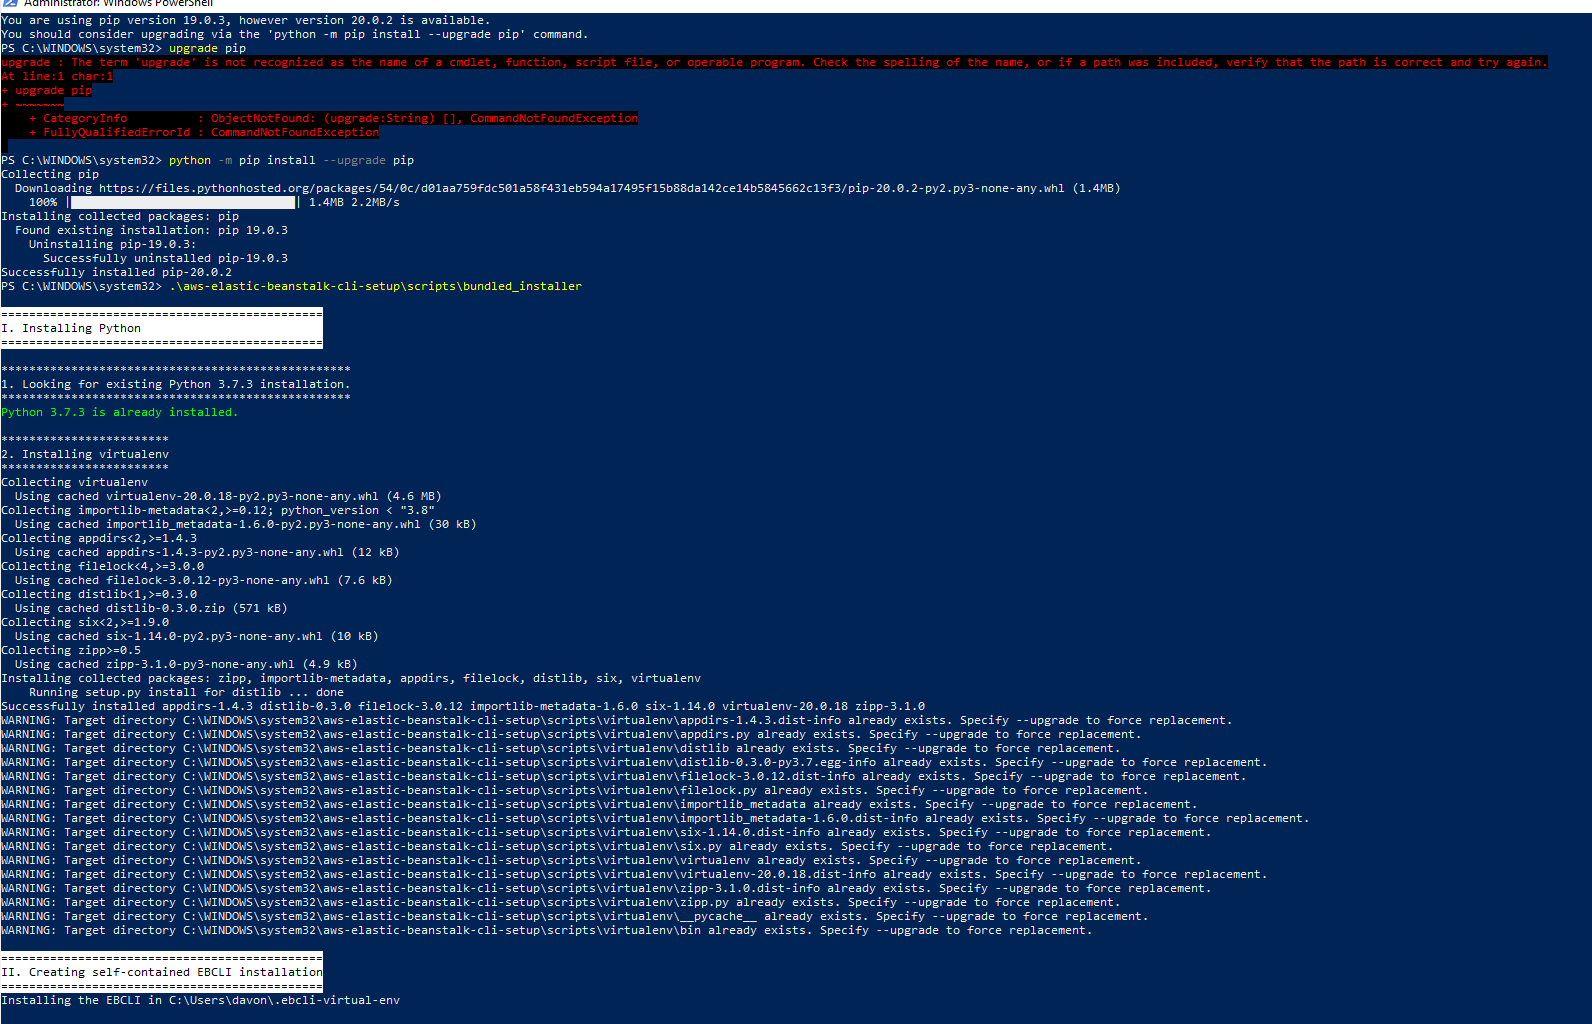 Administrator: Windows PowerShell
You are using pip version 19.0.3, however version 20.0.2 is available.
You should consider upgrading via the 'python -m pip install --upgrade pip' command.
PS C:\WINDOWS\system32> upgrade pip
upgrade : The term 'upgrade' is not recognized as the name of a cmdlet, function, script file, or operable program. Check the spelling of the name, or if a path was included, verify that the path is correct and try again.
At line:1 char:1
+ upgrade pip
+ ~~~~~~~
    + CategoryInfo          : ObjectNotFound: (upgrade:String) [], CommandNotFoundException
    + FullyQualifiedErrorId : CommandNotFoundException
PS C:\WINDOWS\system32> python -m pip install --upgrade pip
Collecting pip
  Downloading https://files.pythonhosted.org/packages/54/0c/d01aa759fdc501a58f431eb594a17495f15b88da142ce14b5845662c13f3/pip-20.0.2-py2.py3-none-any.whl (1.4MB)
    100% |████████████████████████████████| 1.4MB 2.2MB/s
Installing collected packages: pip
  Found existing installation: pip 19.0.3
    Uninstalling pip-19.0.3:
      Successfully uninstalled pip-19.0.3
Successfully installed pip-20.0.2
PS C:\WINDOWS\system32> .\aws-elastic-beanstalk-cli-setup\scripts\bundled_installer
==============================================
I. Installing Python
==============================================
**************************************************
1. Looking for existing Python 3.7.3 installation.
**************************************************
Python 3.7.3 is already installed.
************************
2. Installing virtualenv
************************
Collecting virtualenv
  Using cached virtualenv-20.0.18-py2.py3-none-any.whl (4.6 MB)
Collecting importlib-metadata<2,>=0.12; python_version < "3.8"
  Using cached importlib_metadata-1.6.0-py2.py3-none-any.whl (30 kB)
Collecting appdirs<2,>=1.4.3
  Using cached appdirs-1.4.3-py2.py3-none-any.whl (12 kB)
Collecting filelock<4,>=3.0.0
  Using cached filelock-3.0.12-py3-none-any.whl (7.6 kB)
Collecting distlib<1,>=0.3.0
  Using cached distlib-0.3.0.zip (571 kB)
Collecting six<2,>=1.9.0
  Using cached six-1.14.0-py2.py3-none-any.whl (10 kB)
Collecting zipp>=0.5
  Using cached zipp-3.1.0-py3-none-any.whl (4.9 kB)
Installing collected packages: zipp, importlib-metadata, appdirs, filelock, distlib, six, virtualenv
    Running setup.py install for distlib ... done
Successfully installed appdirs-1.4.3 distlib-0.3.0 filelock-3.0.12 importlib-metadata-1.6.0 six-1.14.0 virtualenv-20.0.18 zipp-3.1.0
WARNING: Target directory C:\WINDOWS\system32\aws-elastic-beanstalk-cli-setup\scripts\virtualenv\appdirs-1.4.3.dist-info already exists. Specify --upgrade to force replacement.
WARNING: Target directory C:\WINDOWS\system32\aws-elastic-beanstalk-cli-setup\scripts\virtualenv\appdirs.py already exists. Specify --upgrade to force replacement.
WARNING: Target directory C:\WINDOWS\system32\aws-elastic-beanstalk-cli-setup\scripts\virtualenv\distlib already exists. Specify --upgrade to force replacement.
WARNING: Target directory C:\WINDOWS\system32\aws-elastic-beanstalk-cli-setup\scripts\virtualenv\distlib-0.3.0-py3.7.egg-info already exists. Specify --upgrade to force replacement.
WARNING: Target directory C:\WINDOWS\system32\aws-elastic-beanstalk-cli-setup\scripts\virtualenv\filelock-3.0.12.dist-info already exists. Specify --upgrade to force replacement.
WARNING: Target directory C:\WINDOWS\system32\aws-elastic-beanstalk-cli-setup\scripts\virtualenv\filelock.py already exists. Specify --upgrade to force replacement.
WARNING: Target directory C:\WINDOWS\system32\aws-elastic-beanstalk-cli-setup\scripts\virtualenv\importlib_metadata already exists. Specify --upgrade to force replacement.
WARNING: Target directory C:\WINDOWS\system32\aws-elastic-beanstalk-cli-setup\scripts\virtualenv\importlib_metadata-1.6.0.dist-info already exists. Specify --upgrade to force replacement.
WARNING: Target directory C:\WINDOWS\system32\aws-elastic-beanstalk-cli-setup\scripts\virtualenv\six-1.14.0.dist-info already exists. Specify --upgrade to force replacement.
WARNING: Target directory C:\WINDOWS\system32\aws-elastic-beanstalk-cli-setup\scripts\virtualenv\six.py already exists. Specify --upgrade to force replacement.
WARNING: Target directory C:\WINDOWS\system32\aws-elastic-beanstalk-cli-setup\scripts\virtualenv\virtualenv already exists. Specify --upgrade to force replacement.
WARNING: Target directory C:\WINDOWS\system32\aws-elastic-beanstalk-cli-setup\scripts\virtualenv\virtualenv-20.0.18.dist-info already exists. Specify --upgrade to force replacement.
WARNING: Target directory C:\WINDOWS\system32\aws-elastic-beanstalk-cli-setup\scripts\virtualenv\zipp-3.1.0.dist-info already exists. Specify --upgrade to force replacement.
WARNING: Target directory C:\WINDOWS\system32\aws-elastic-beanstalk-cli-setup\scripts\virtualenv\zipp.py already exists. Specify --upgrade to force replacement.
WARNING: Target directory C:\WINDOWS\system32\aws-elastic-beanstalk-cli-setup\scripts\virtualenv\__pycache__ already exists. Specify --upgrade to force replacement.
WARNING: Target directory C:\WINDOWS\system32\aws-elastic-beanstalk-cli-setup\scripts\virtualenv\bin already exists. Specify --upgrade to force replacement.
==============================================
II. Creating self-contained EBCLI installation
==============================================
Installing the EBCLI in C:\Users\davon\.ebcli-virtual-env